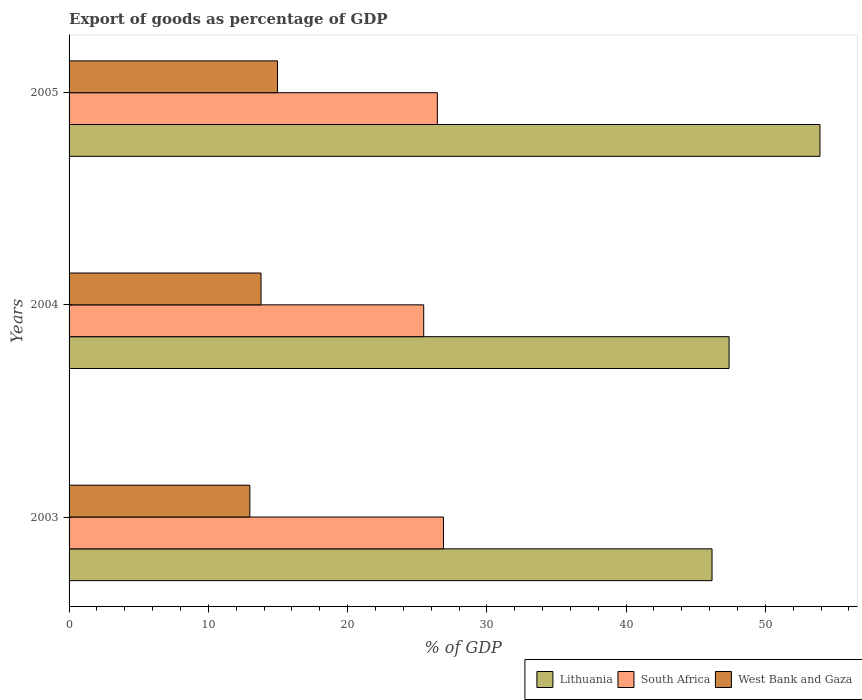 Export of goods as percentage of GDP
2005
2004
2003
Years
0 10 20 30 40 50
% of GDP
Lithuania South Africa West Bank and Gaza